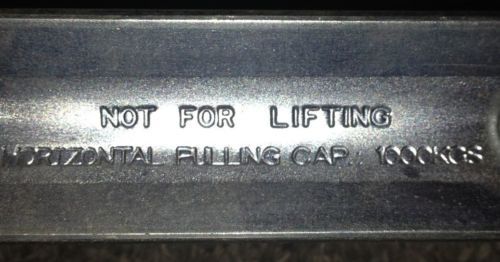 NOT FOR LIFTING
HORIZONTAL PULLING CAP.: 1000KGS